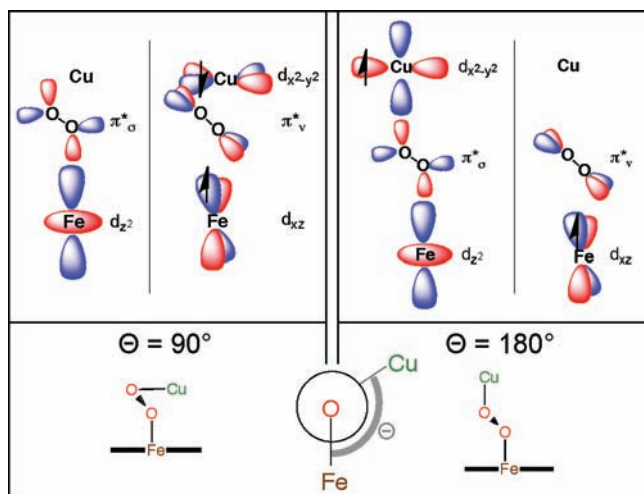 Cu
O
O
π*σ
Fe
dz²
Cu
dx²-y²
O
O
π*v
Fe
dxz
Cu
dx²-y²
O
O
π*σ
Fe
dz²
Cu
O
O
π*v
Fe
dxz
Θ = 90°
O
Cu
O
Fe
Cu
O
Θ
Fe
Θ = 180°
Cu
O
O
Fe